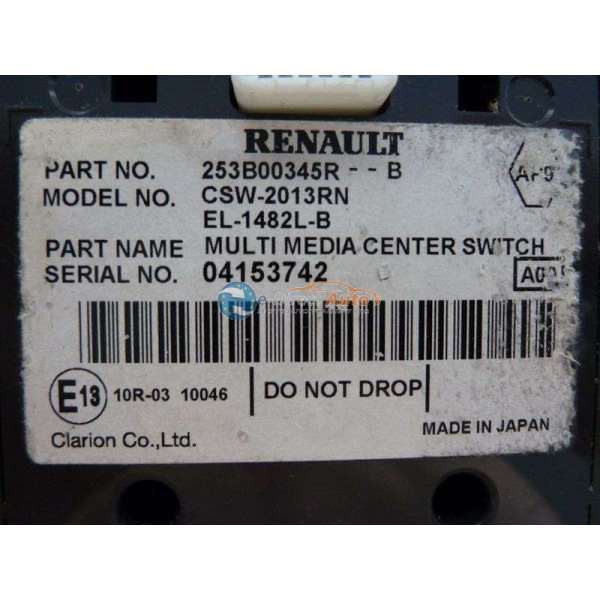 RENAULT
PART NO. 253B00345R - - B
MODEL NO. CSW-2013RN
EL-1482L-B
PART NAME MULTI MEDIA CENTER SWITCH
SERIAL NO. 04153742
E13 10R-03 10046 DO NOT DROP
MADE IN JAPAN
Clarion Co.,Ltd.